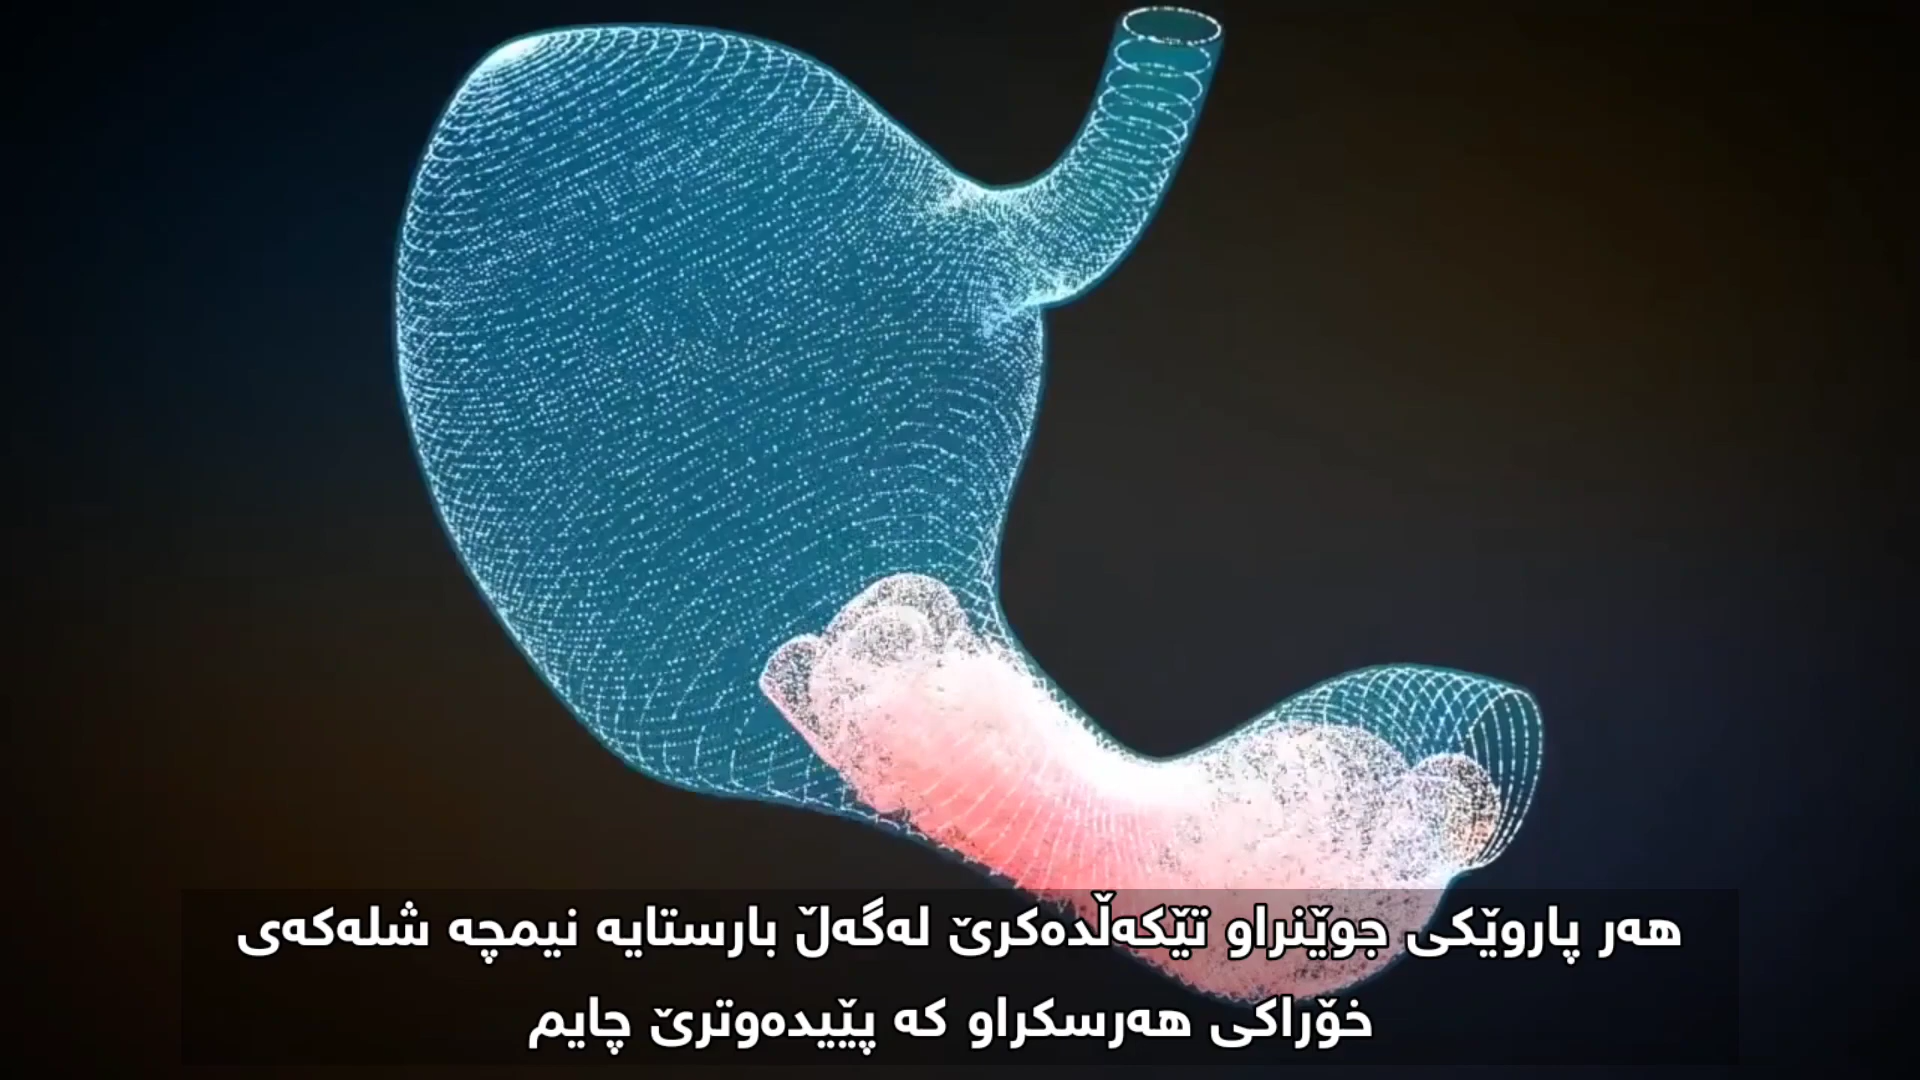 هەر پاروێکی جوێنراو تێکەڵدەکرێ لەگەڵ بارستایە نیمچە شلەکەی
خۆراکی هەرسکراو کە پێیدەوترێ چایم